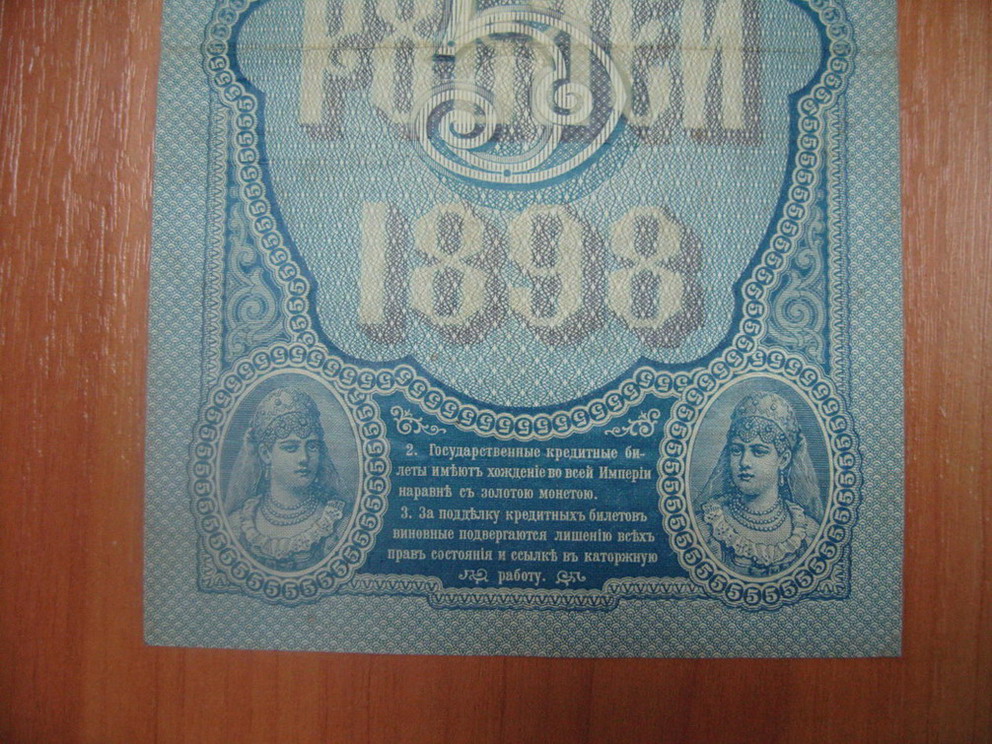 РУБЛЕЙ
5
1898
2. Государственные кредитные би-
леты имѣютъ хожденіе во всей Имперіи
наравнѣ съ золотою монетою.
3. За поддѣлку кредитныхъ билетовъ
виновные подвергаются лишенію всѣхъ
правъ состоянія и ссылкѣ въ каторжную
работу.